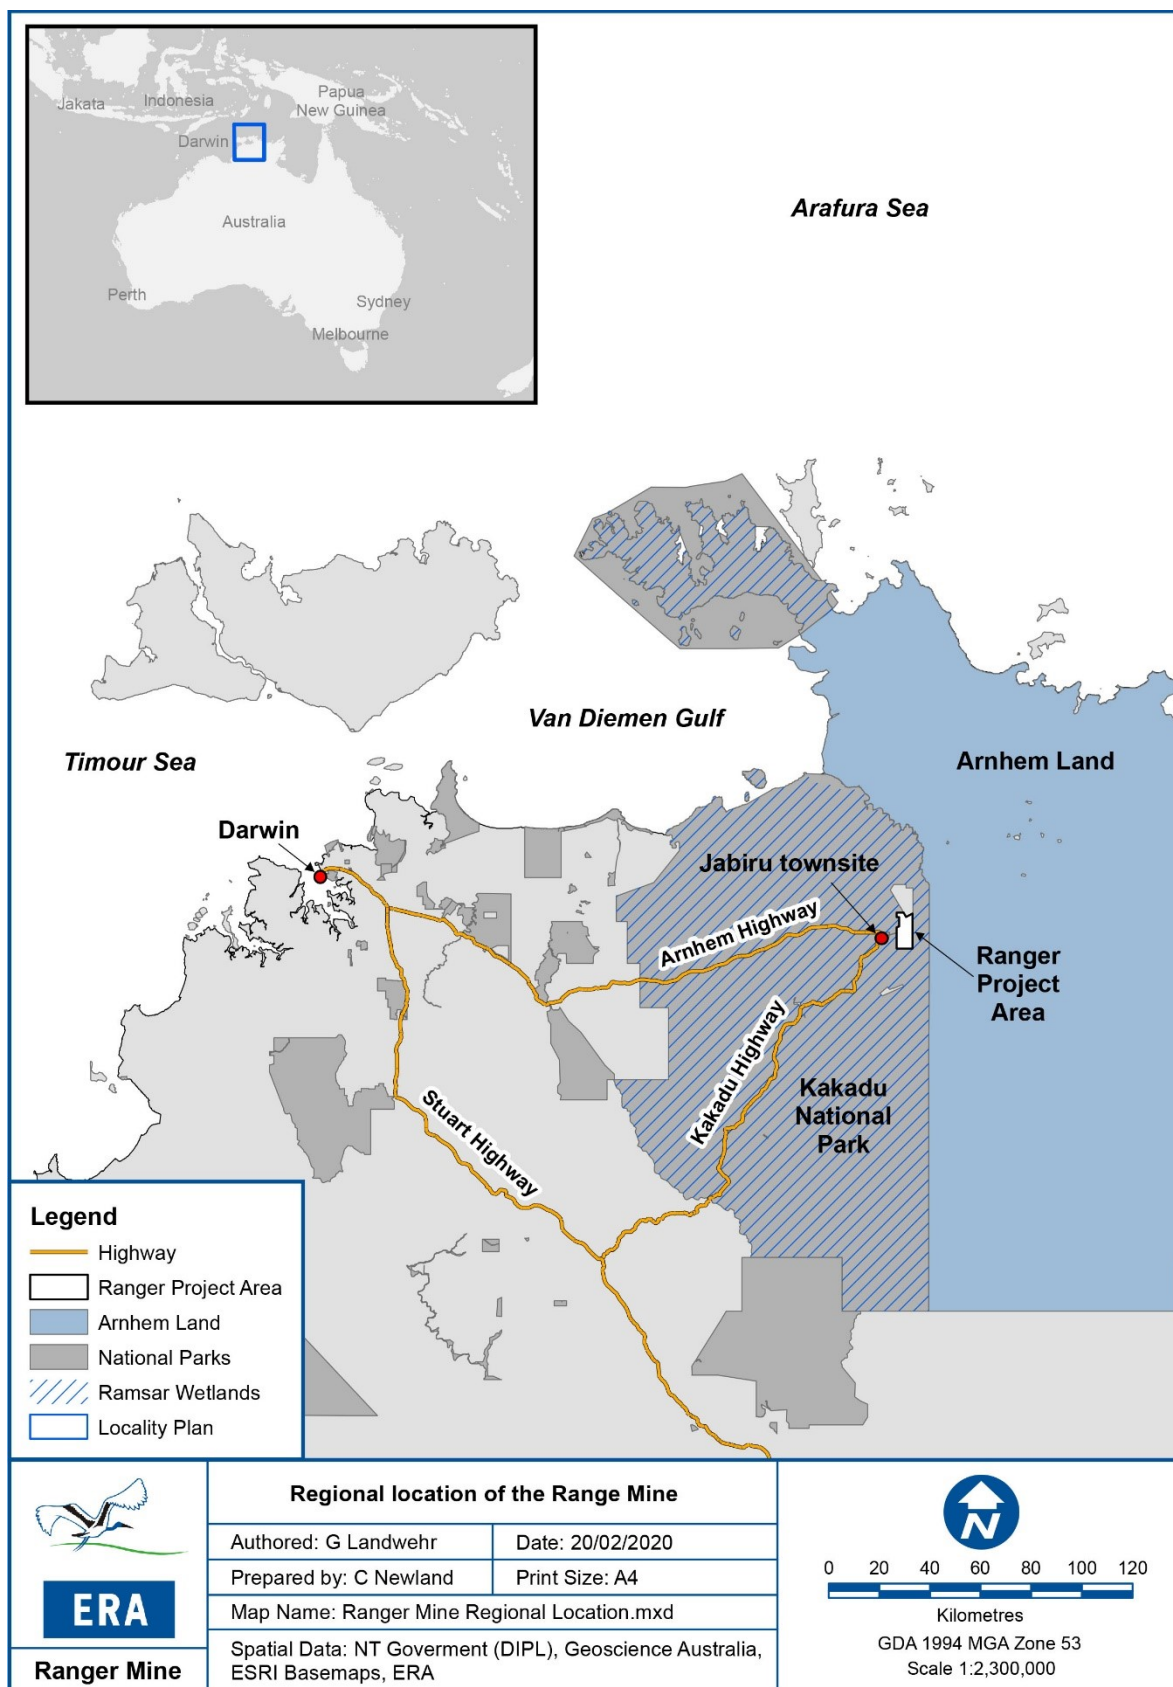 Jakata
Indonesia
Papua
New Guinea
Darwin
Australia
Perth
Sydney
Melbourne
Arafura Sea
Van Diemen Gulf
Timour Sea
Arnhem Land
Darwin
Jabiru townsite
Arnhem Highway
Ranger
Project
Area
Kakadu Highway
Kakadu
National
Park
Stuart Highway
Legend
Highway
Ranger Project Area
Arnhem Land
National Parks
Ramsar Wetlands
Locality Plan
ERA
Ranger Mine
Regional location of the Range Mine
Authored: G Landwehr
Date: 20/02/2020
Prepared by: C Newland
Print Size: A4
Map Name: Ranger Mine Regional Location.mxd
Spatial Data: NT Goverment (DIPL), Geoscience Australia,
ESRI Basemaps, ERA
N
0 20 40 60 80 100 120
Kilometres
GDA 1994 MGA Zone 53
Scale 1:2,300,000